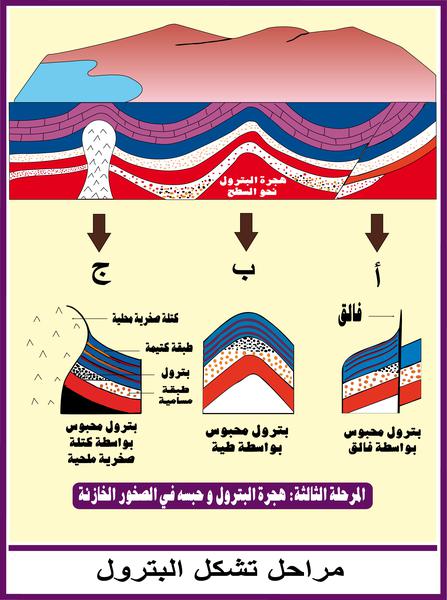 هجرة البترول
نحو السطح
أ
ب
ج
فالق
كتلة صخرية محلية
طبقة كتيمة
بترول
طبقة
مسامية
بترول محبوس
بواسطة فالق
بترول محبوس
بواسطة طية
بترول محبوس
بواسطة كتلة
صخرية ملحية
المرحلة الثالثة: هجرة البترول و حبسه في الصخور الخازنة
مراحل تشكل البترول